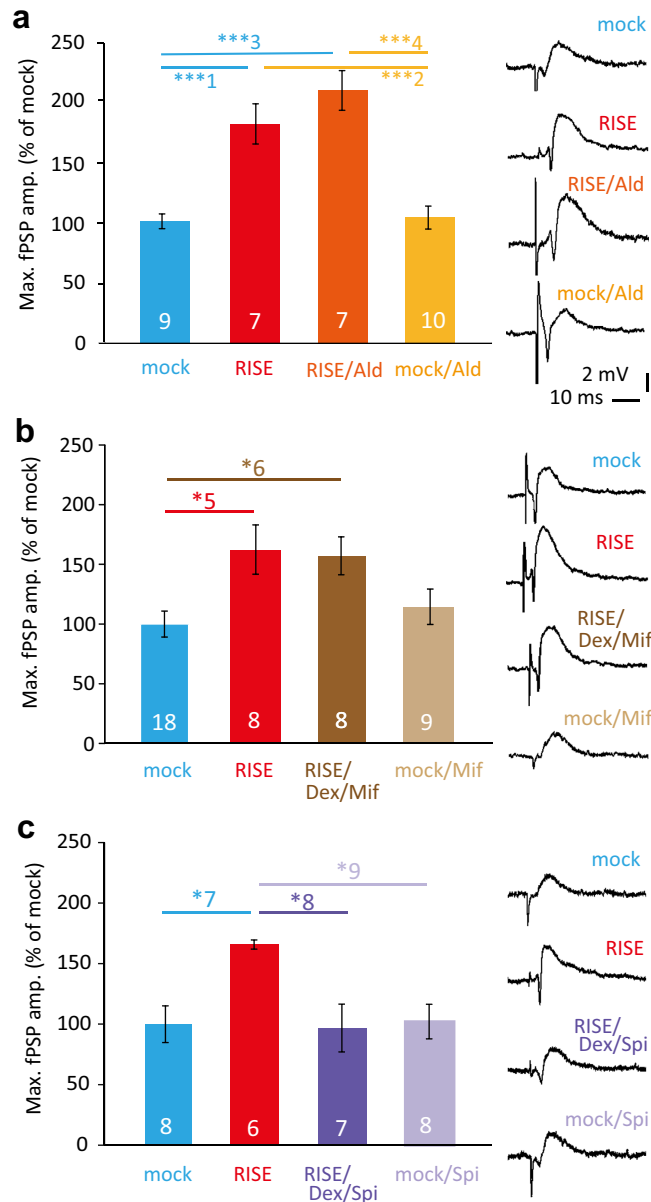 a
Max. fPSP amp. (% of mock)
250
200
150
100
50
0
***3
***4
***1
***2
9
7
7
10
mock
RISE
RISE/Ald
mock/Ald
mock
RISE
RISE/Ald
mock/Ald
2 mV
10 ms
b
Max. fPSP amp. (% of mock)
250
200
150
100
50
0
*6
*5
18
8
8
9
mock
RISE
RISE/
Dex/Mif
mock/Mif
mock
RISE
RISE/
Dex/Mif
mock/Mif
c
Max. fPSP amp. (% of mock)
250
200
150
100
50
0
*9
*7
*8
8
6
7
8
mock
RISE
RISE/
Dex/Spi
mock/Spi
mock
RISE
RISE/
Dex/Spi
mock/Spi